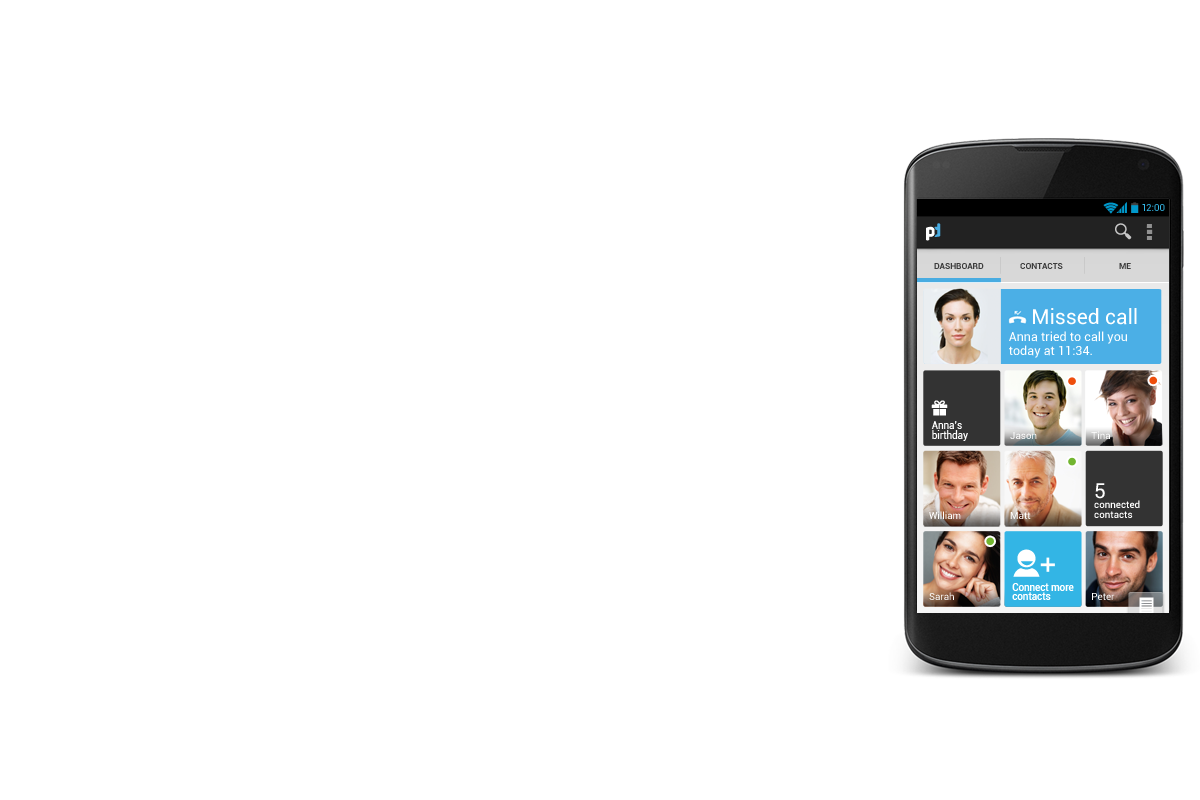 12:00
pd
DASHBOARD CONTACTS ME
Missed call
Anna tried to call you
today at 11:34.
Anna's
birthday
Jason
Tina
William
Matt
5
connected
contacts
Sarah
Connect more
contacts
Peter